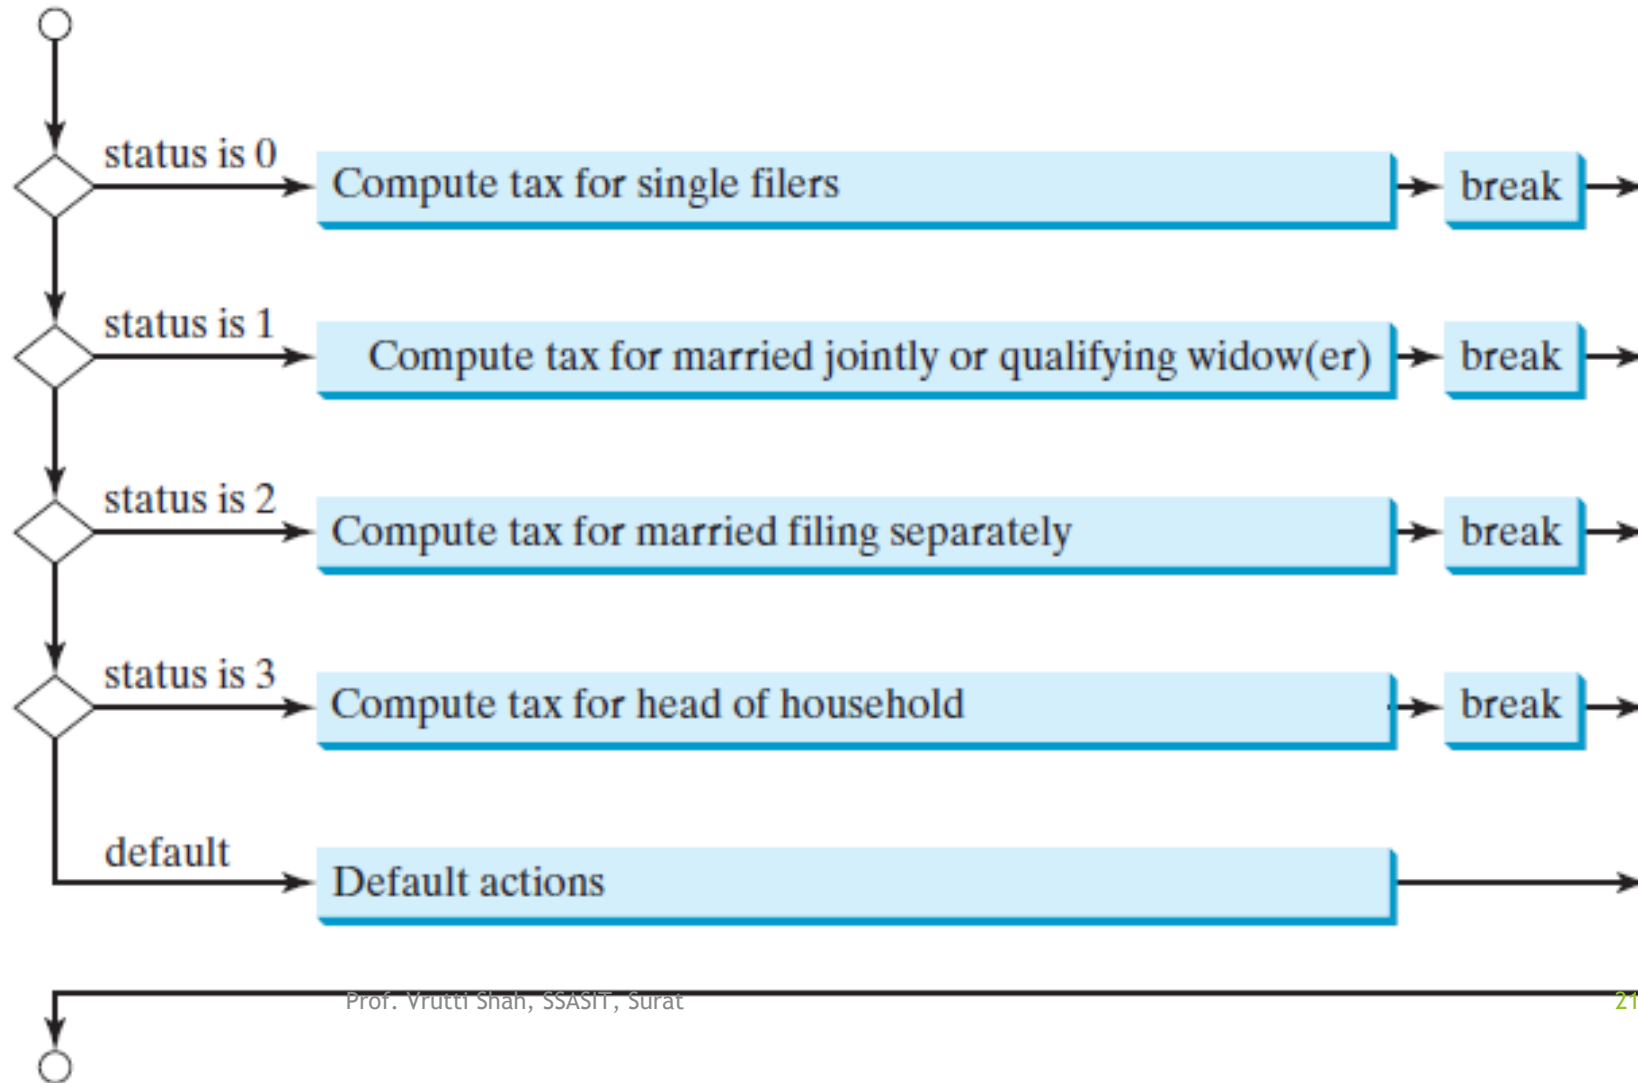 status is 0
Compute tax for single filers
break
status is 1
Compute tax for married jointly or qualifying widow(er)
break
status is 2
Compute tax for married filing separately
break
status is 3
Compute tax for head of household
break
default
Default actions
Prof. Vrutti Shah, SSASIT, Surat
21